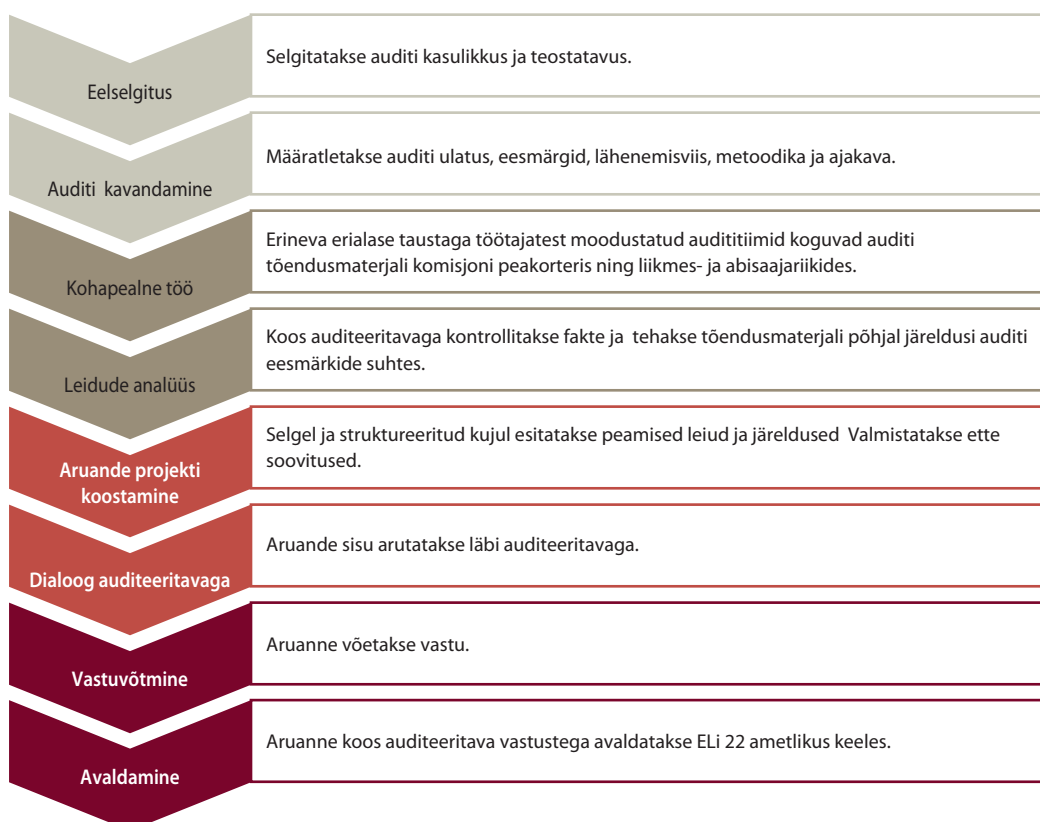 Eelselgitus
Selgitatakse auditi kasulikkus ja teostatavus.
Auditi kavandamine
Määratletakse auditi ulatus, eesmärgid, lähenemisviis, metoodika ja ajakava.
Kohapealne töö
Erineva erialase taustaga töötajatest moodustatud audititiimid koguvad auditi
tõendusmaterjali komisjoni peakorteris ning liikmes- ja abisaajariikides.
Leidude analüüs
Koos auditeeritavaga kontrollitakse fakte ja tehakse tõendusmaterjali põhjal järeldusi auditi
eesmärkide suhtes.
Aruande projekti
koostamine
Selgel ja struktureeritud kujul esitatakse peamised leiud ja järeldused Valmistatakse ette
soovitused.
Dialoog auditeeritavaga
Aruande sisu arutatakse läbi auditeeritavaga.
Vastuvõtmine
Aruanne võetakse vastu.
Avaldamine
Aruanne koos auditeeritava vastustega avaldatakse ELi 22 ametlikus keeles.